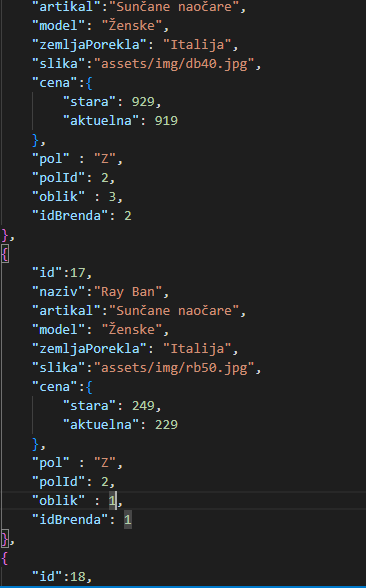 "artikal":"Sunčane naočare",
"model": "Ženske",
"zemljaPorekla": "Italija",
"slika":"assets/img/db40.jpg",
"cena":{
"stara": 929,
"aktuelna": 919
},
"pol" : "Z",
"polId": 2,
"oblik" : 3,
"idBrenda": 2
},
{
"id":17,
"naziv":"Ray Ban",
"artikal":"Sunčane naočare",
"model": "Ženske",
"zemljaPorekla": "Italija",
"slika":"assets/img/rb50.jpg",
"cena":{
"stara": 249,
"aktuelna": 229
},
"pol" : "Z",
"polId": 2,
"oblik" : 1,
"idBrenda": 1
},
{
"id":18,